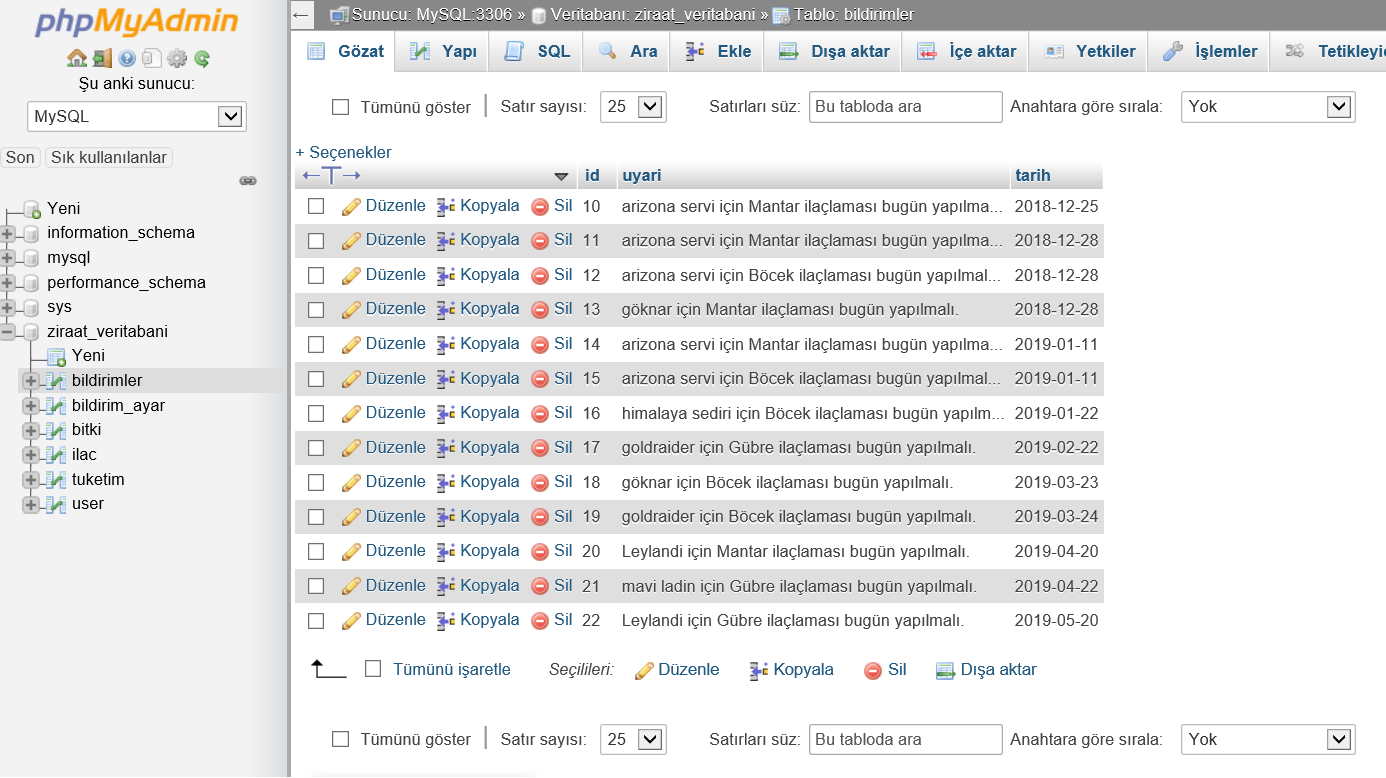 phpMyAdmin
Şu anki sunucu:
MySQL
Son Sık kullanılanlar
Yeni
information_schema
mysql
performance_schema
sys
ziraat_veritabani
Yeni
bildirimler
bildirim_ayar
bitki
ilac
tuketim
user
Sunucu: MySQL:3306 » Veritabanı: ziraat_veritabani » Tablo: bildirimler
Gözat Yapı SQL Ara Ekle Dışa aktar İçe aktar Yetkiler İşlemler
Tümünü göster Satır sayısı: 25 Satırları süz: Bu tabloda ara Anahtara göre sırala: Yok
+ Seçenekler
←T→ id uyari tarih
Düzenle Kopyala Sil 10 arizona servi için Mantar ilaçlaması bugün yapılma... 2018-12-25
Düzenle Kopyala Sil 11 arizona servi için Mantar ilaçlaması bugün yapılma... 2018-12-28
Düzenle Kopyala Sil 12 arizona servi için Böcek ilaçlaması bugün yapılmal... 2018-12-28
Düzenle Kopyala Sil 13 göknar için Mantar ilaçlaması bugün yapılmalı. 2018-12-28
Düzenle Kopyala Sil 14 arizona servi için Mantar ilaçlaması bugün yapılma... 2019-01-11
Düzenle Kopyala Sil 15 arizona servi için Böcek ilaçlaması bugün yapılmal... 2019-01-11
Düzenle Kopyala Sil 16 himalaya sediri için Böcek ilaçlaması bugün yapılm... 2019-01-22
Düzenle Kopyala Sil 17 goldraider için Gübre ilaçlaması bugün yapılmalı. 2019-02-22
Düzenle Kopyala Sil 18 göknar için Böcek ilaçlaması bugün yapılmalı. 2019-03-23
Düzenle Kopyala Sil 19 goldraider için Böcek ilaçlaması bugün yapılmalı. 2019-03-24
Düzenle Kopyala Sil 20 Leylandi için Mantar ilaçlaması bugün yapılmalı. 2019-04-20
Düzenle Kopyala Sil 21 mavi ladin için Gübre ilaçlaması bugün yapılmalı. 2019-04-22
Düzenle Kopyala Sil 22 Leylandi için Gübre ilaçlaması bugün yapılmalı. 2019-05-20
Tümünü işaretle Seçilileri: Düzenle Kopyala Sil Dışa aktar
Tümünü göster Satır sayısı: 25 Satırları süz: Bu tabloda ara Anahtara göre sırala: Yok